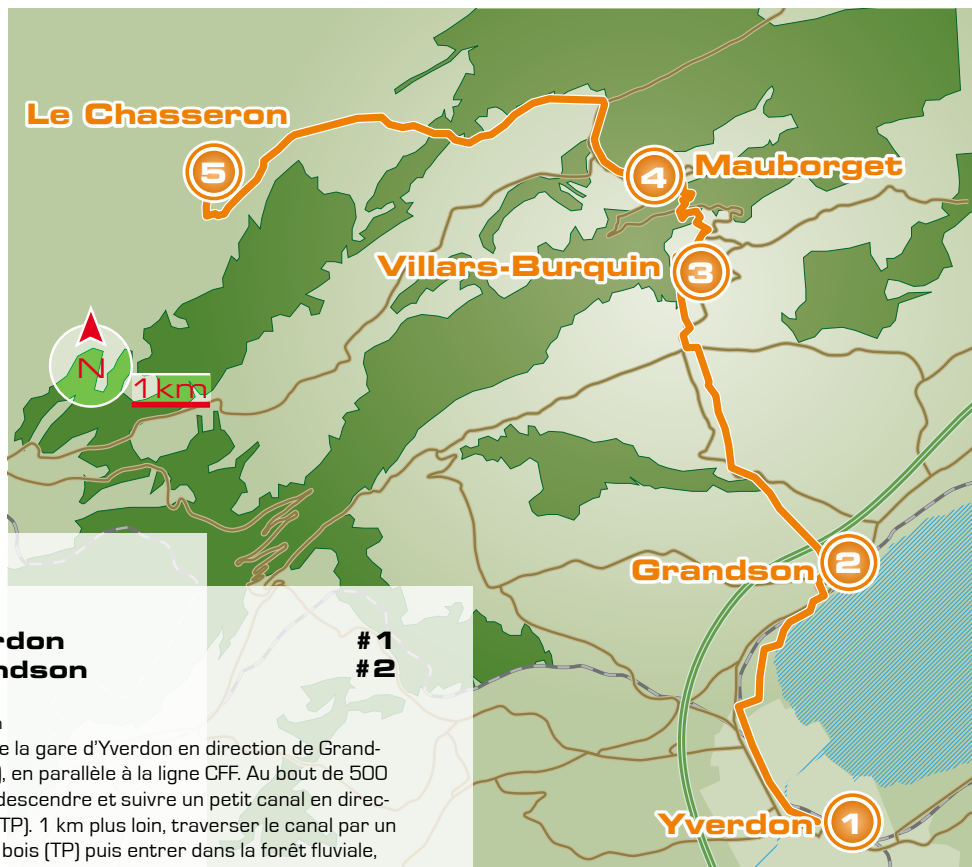 Le Chasseron
5
4
Mauborget
Villars-Burquin
3
N
1km
Grandson
2
rdon #1
ndson #2
e la gare d'Yverdon en direction de Grand-
, en parallèle à la ligne CFF. Au bout de 500
descendre et suivre un petit canal en direc-
TP). 1 km plus loin, traverser le canal par un
bois (TP) puis entrer dans la forêt fluviale,
Yverdon
1